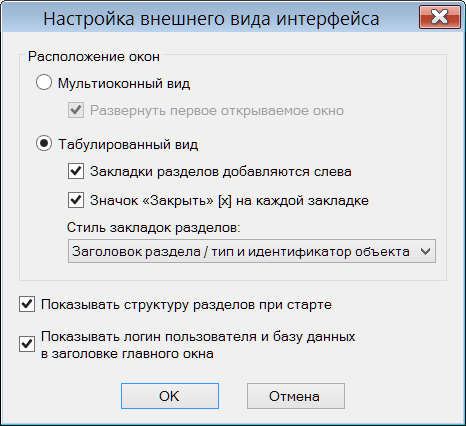 Настройка внешнего вида интерфейса
Расположение окон
Мультиоконный вид
Развернуть первое открываемое окно
Табулированный вид
Закладки разделов добавляются слева
Значок «Закрыть» [x] на каждой закладке
Стиль закладок разделов:
Заголовок раздела / тип и идентификатор объекта
Показывать структуру разделов при старте
Показывать логин пользователя и базу данных
в заголовке главного окна
OK
Отмена